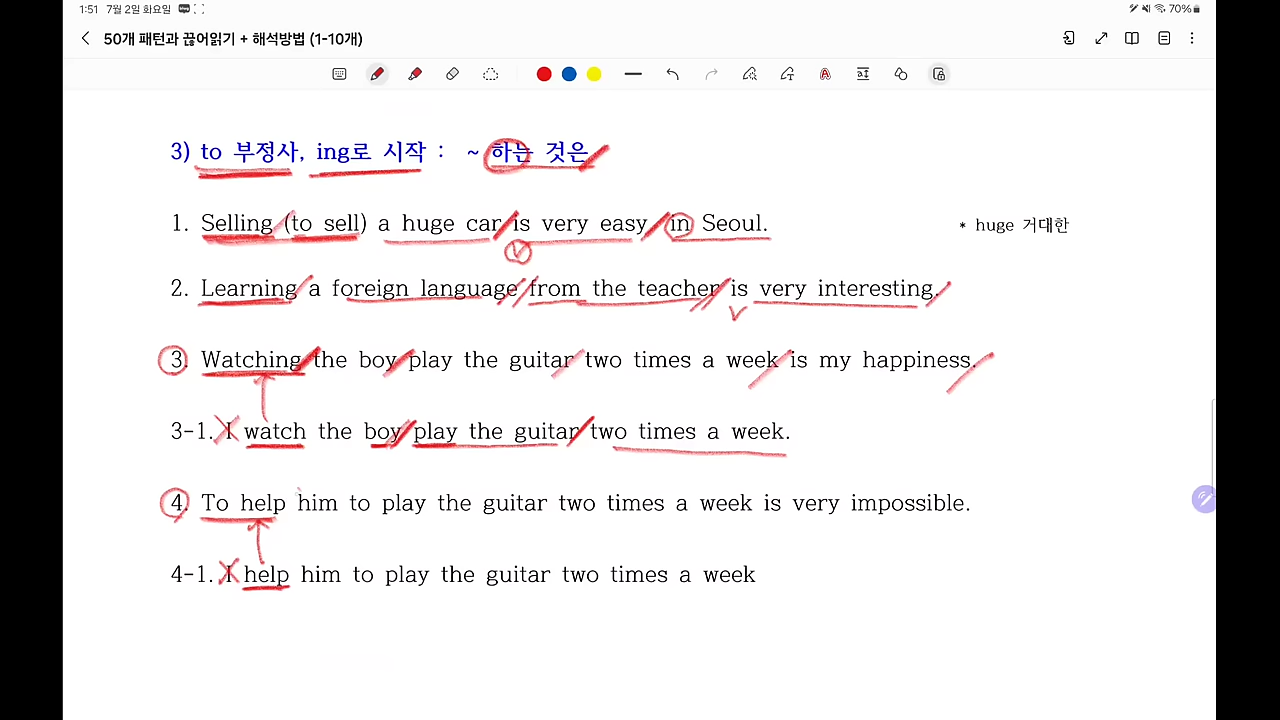 1:51 7월 2일 화요일
70%
50개 패턴과 끊어읽기 + 해석방법 (1-10개)
3) to 부정사, ing로 시작 : ~ 하는 것은
1. Selling (to sell) a huge car is very easy in Seoul. * huge 거대한
V
2. Learning a foreign language from the teacher is very interesting.
V
3. Watching the boy play the guitar two times a week is my happiness.
3-1. I watch the boy play the guitar two times a week.
4. To help him to play the guitar two times a week is very impossible.
4-1. I help him to play the guitar two times a week